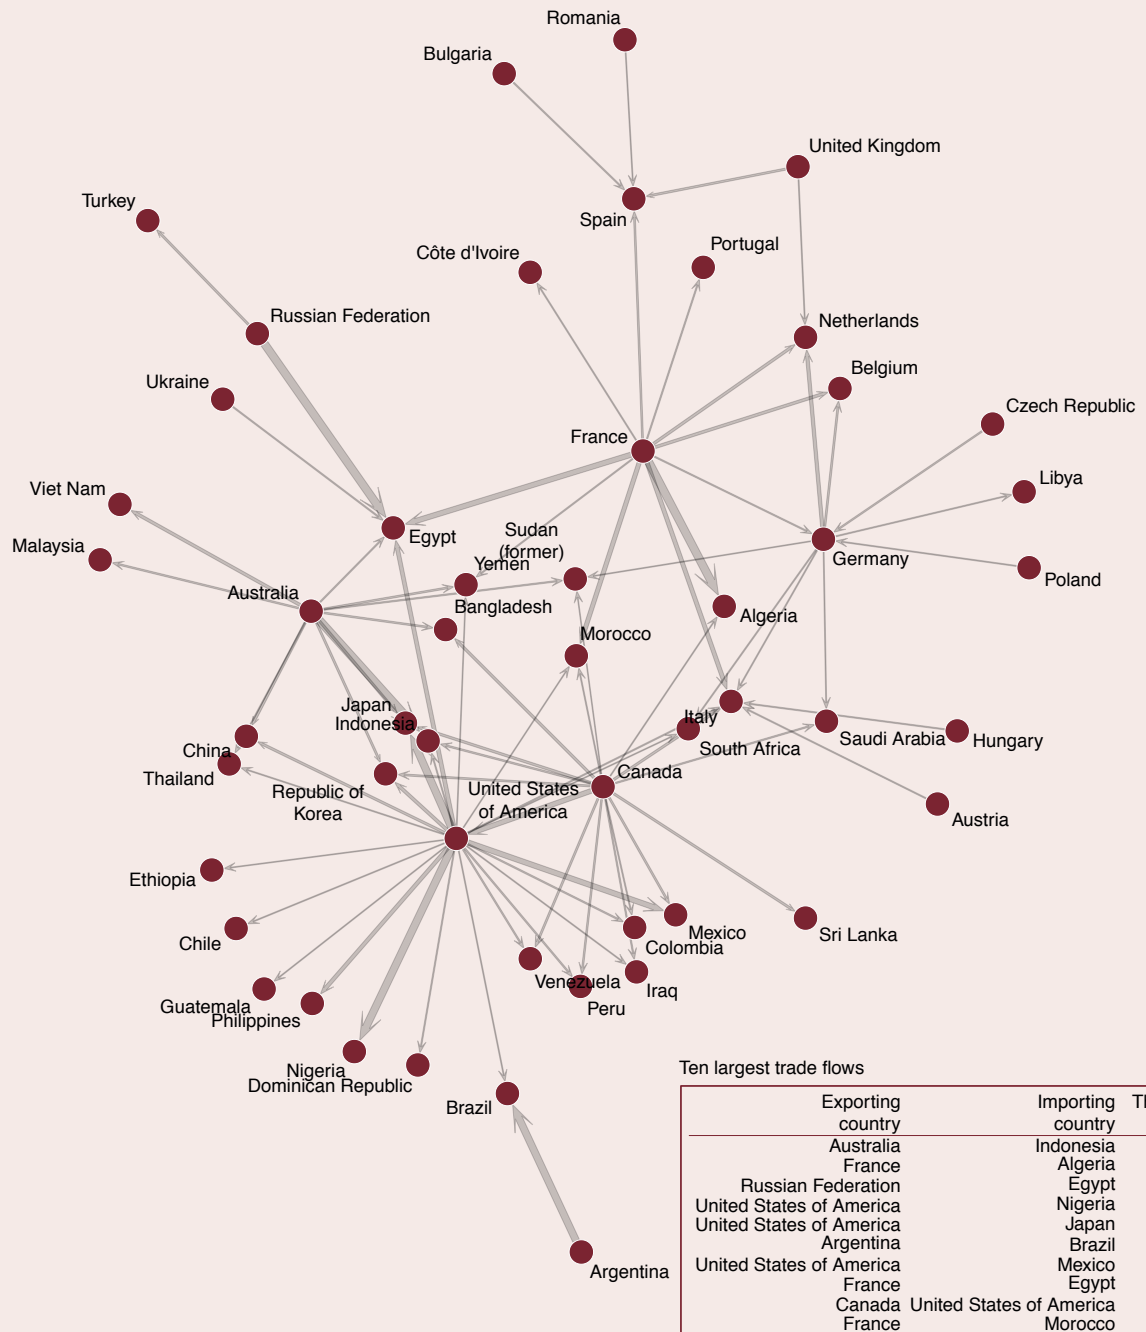 Romania
Bulgaria
United Kingdom
Turkey
Spain
Portugal
Côte d'Ivoire
Russian Federation
Netherlands
Belgium
Ukraine
Czech Republic
France
Libya
Viet Nam
Egypt
Sudan
(former)
Malaysia
Yemen
Germany
Poland
Australia
Bangladesh
Algeria
Morocco
Japan
Indonesia
Italy
China
South Africa
Saudi Arabia
Hungary
Thailand
Canada
Republic of
Korea
United States
of America
Austria
Ethiopia
Mexico
Sri Lanka
Chile
Colombia
Venezuela
Iraq
Guatemala
Peru
Philippines
Nigeria
Dominican Republic
Brazil
Argentina
Ten largest trade flows
Exporting Importing
country country
Australia Indonesia
France Algeria
Russian Federation Egypt
United States of America Nigeria
United States of America Japan
Argentina Brazil
United States of America Mexico
France Egypt
Canada United States of America
France Morocco